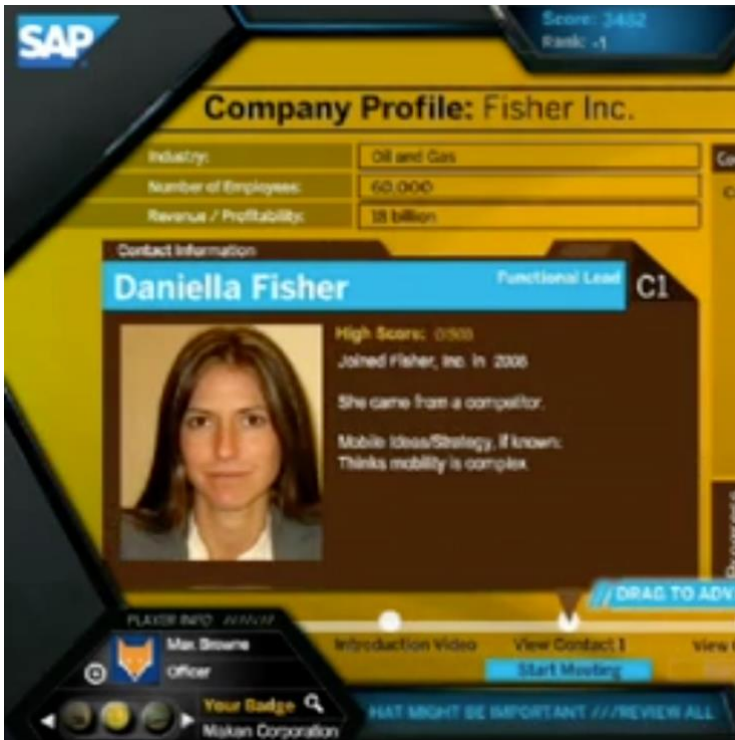 SAP
Score: 3482
Rank: -1
Company Profile: Fisher Inc.
Industry: Oil and Gas
Number of Employees: 60,000
Revenue / Profitability: 18 billion
Contact Information
Daniella Fisher Functional Lead C1
High Score:
Joined Fisher, Inc. in
She came from a competitor.
Mobile Ideas/Strategy, if known:
Thinks mobility is complex
// DRAG TO ADV
PLAYER INFO ///////
Max Browne
Officer
Introduction Video View Contact 1 View
Start Meeting
Your Badge
Makan Corporation
HAT MIGHT BE IMPORTANT /// REVIEW ALL